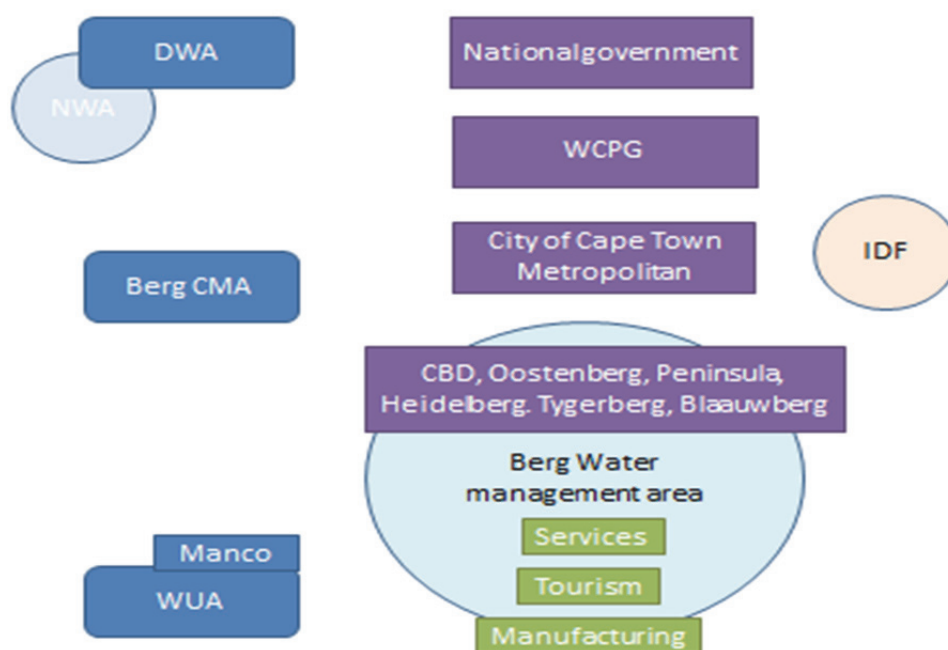 DWA
NWA
Nationalgovernment
WCPG
City of Cape Town
Metropolitan
IDF
Berg CMA
CBD, Oostenberg, Peninsula,
Heidelberg. Tygerberg, Blaauwberg
Berg Water
management area
Services
Manco
Tourism
WUA
Manufacturing